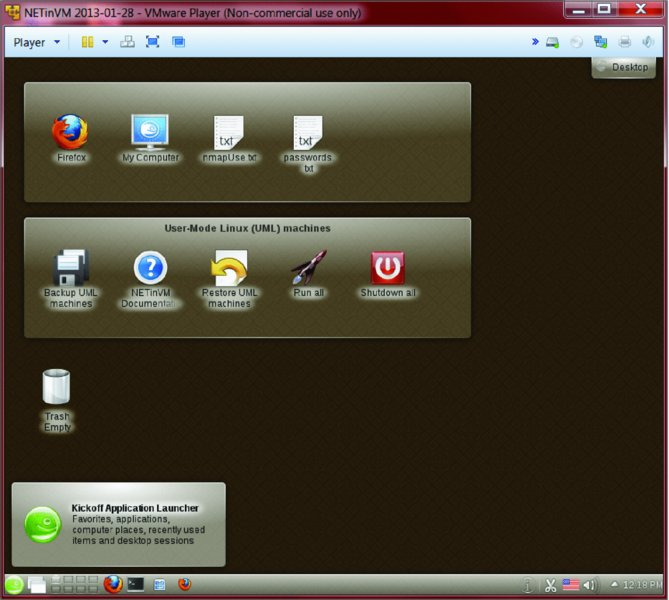 NETinVM 2013-01-28 - VMware Player (Non-commercial use only)
Player
Desktop
txt
txt
Firefox
My Computer
nmapUse.txt
passwords.
txt
User-Mode Linux (UML) machines
Backup UML
machines
NETinVM
Documentati
Restore UML
machines
Run all
Shutdown all
Trash
Empty
Kickoff Application Launcher
Favorites, applications,
computer places, recently used
items and desktop sessions
12:18 PM